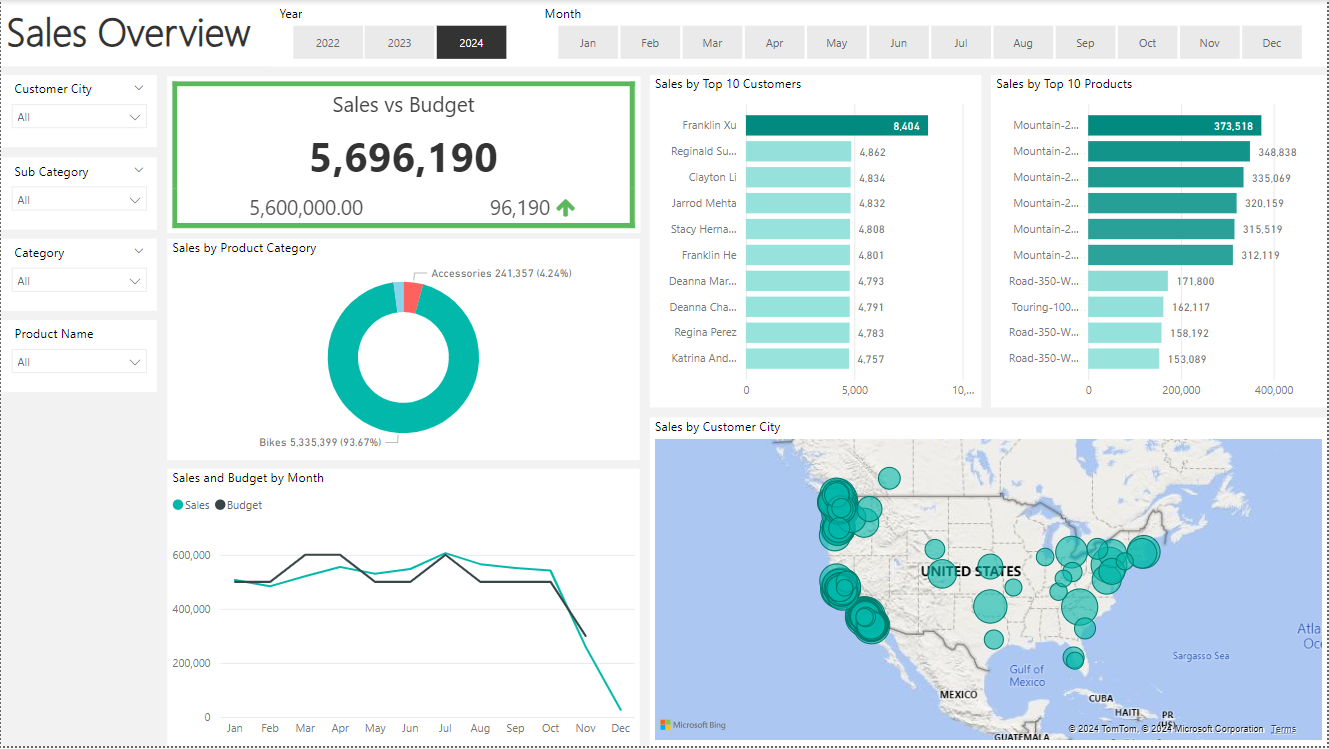 Sales Overview
Year
2022 2023 2024
Month
Jan Feb Mar Apr May Jun Jul Aug Sep Oct Nov Dec
Customer City
All
Sub Category
All
Category
All
Product Name
All
Sales vs Budget
5,696,190
5,600,000.00 96,190
Sales by Product Category
Accessories 241,357 (4.24%)
Bikes 5,335,399 (93.67%)
Sales and Budget by Month
Sales Budget
600,000
400,000
200,000
0
Jan Feb Mar Apr May Jun Jul Aug Sep Oct Nov Dec
Sales by Top 10 Customers
Franklin Xu 8,404
Reginald Su... 4,862
Clayton Li 4,834
Jarrod Mehta 4,832
Stacy Herna... 4,808
Franklin He 4,801
Deanna Mar... 4,793
Deanna Cha... 4,791
Regina Perez 4,783
Katrina And... 4,757
0 5,000 10,...
Sales by Top 10 Products
Mountain-2... 373,518
Mountain-2... 348,838
Mountain-2... 335,069
Mountain-2... 320,159
Mountain-2... 315,519
Mountain-2... 312,119
Road-350-W... 171,800
Touring-100... 162,117
Road-350-W... 158,192
Road-350-W... 153,089
0 200,000 400,000
Sales by Customer City
UNITED STATES
Atla
Oc
Sargasso Sea
Gulf of
Mexico
MEXICO
CUBA
HAITI
PR
(US)
GUATEMALA
Microsoft Bing
© 2024 TomTom, © 2024 Microsoft Corporation Terms